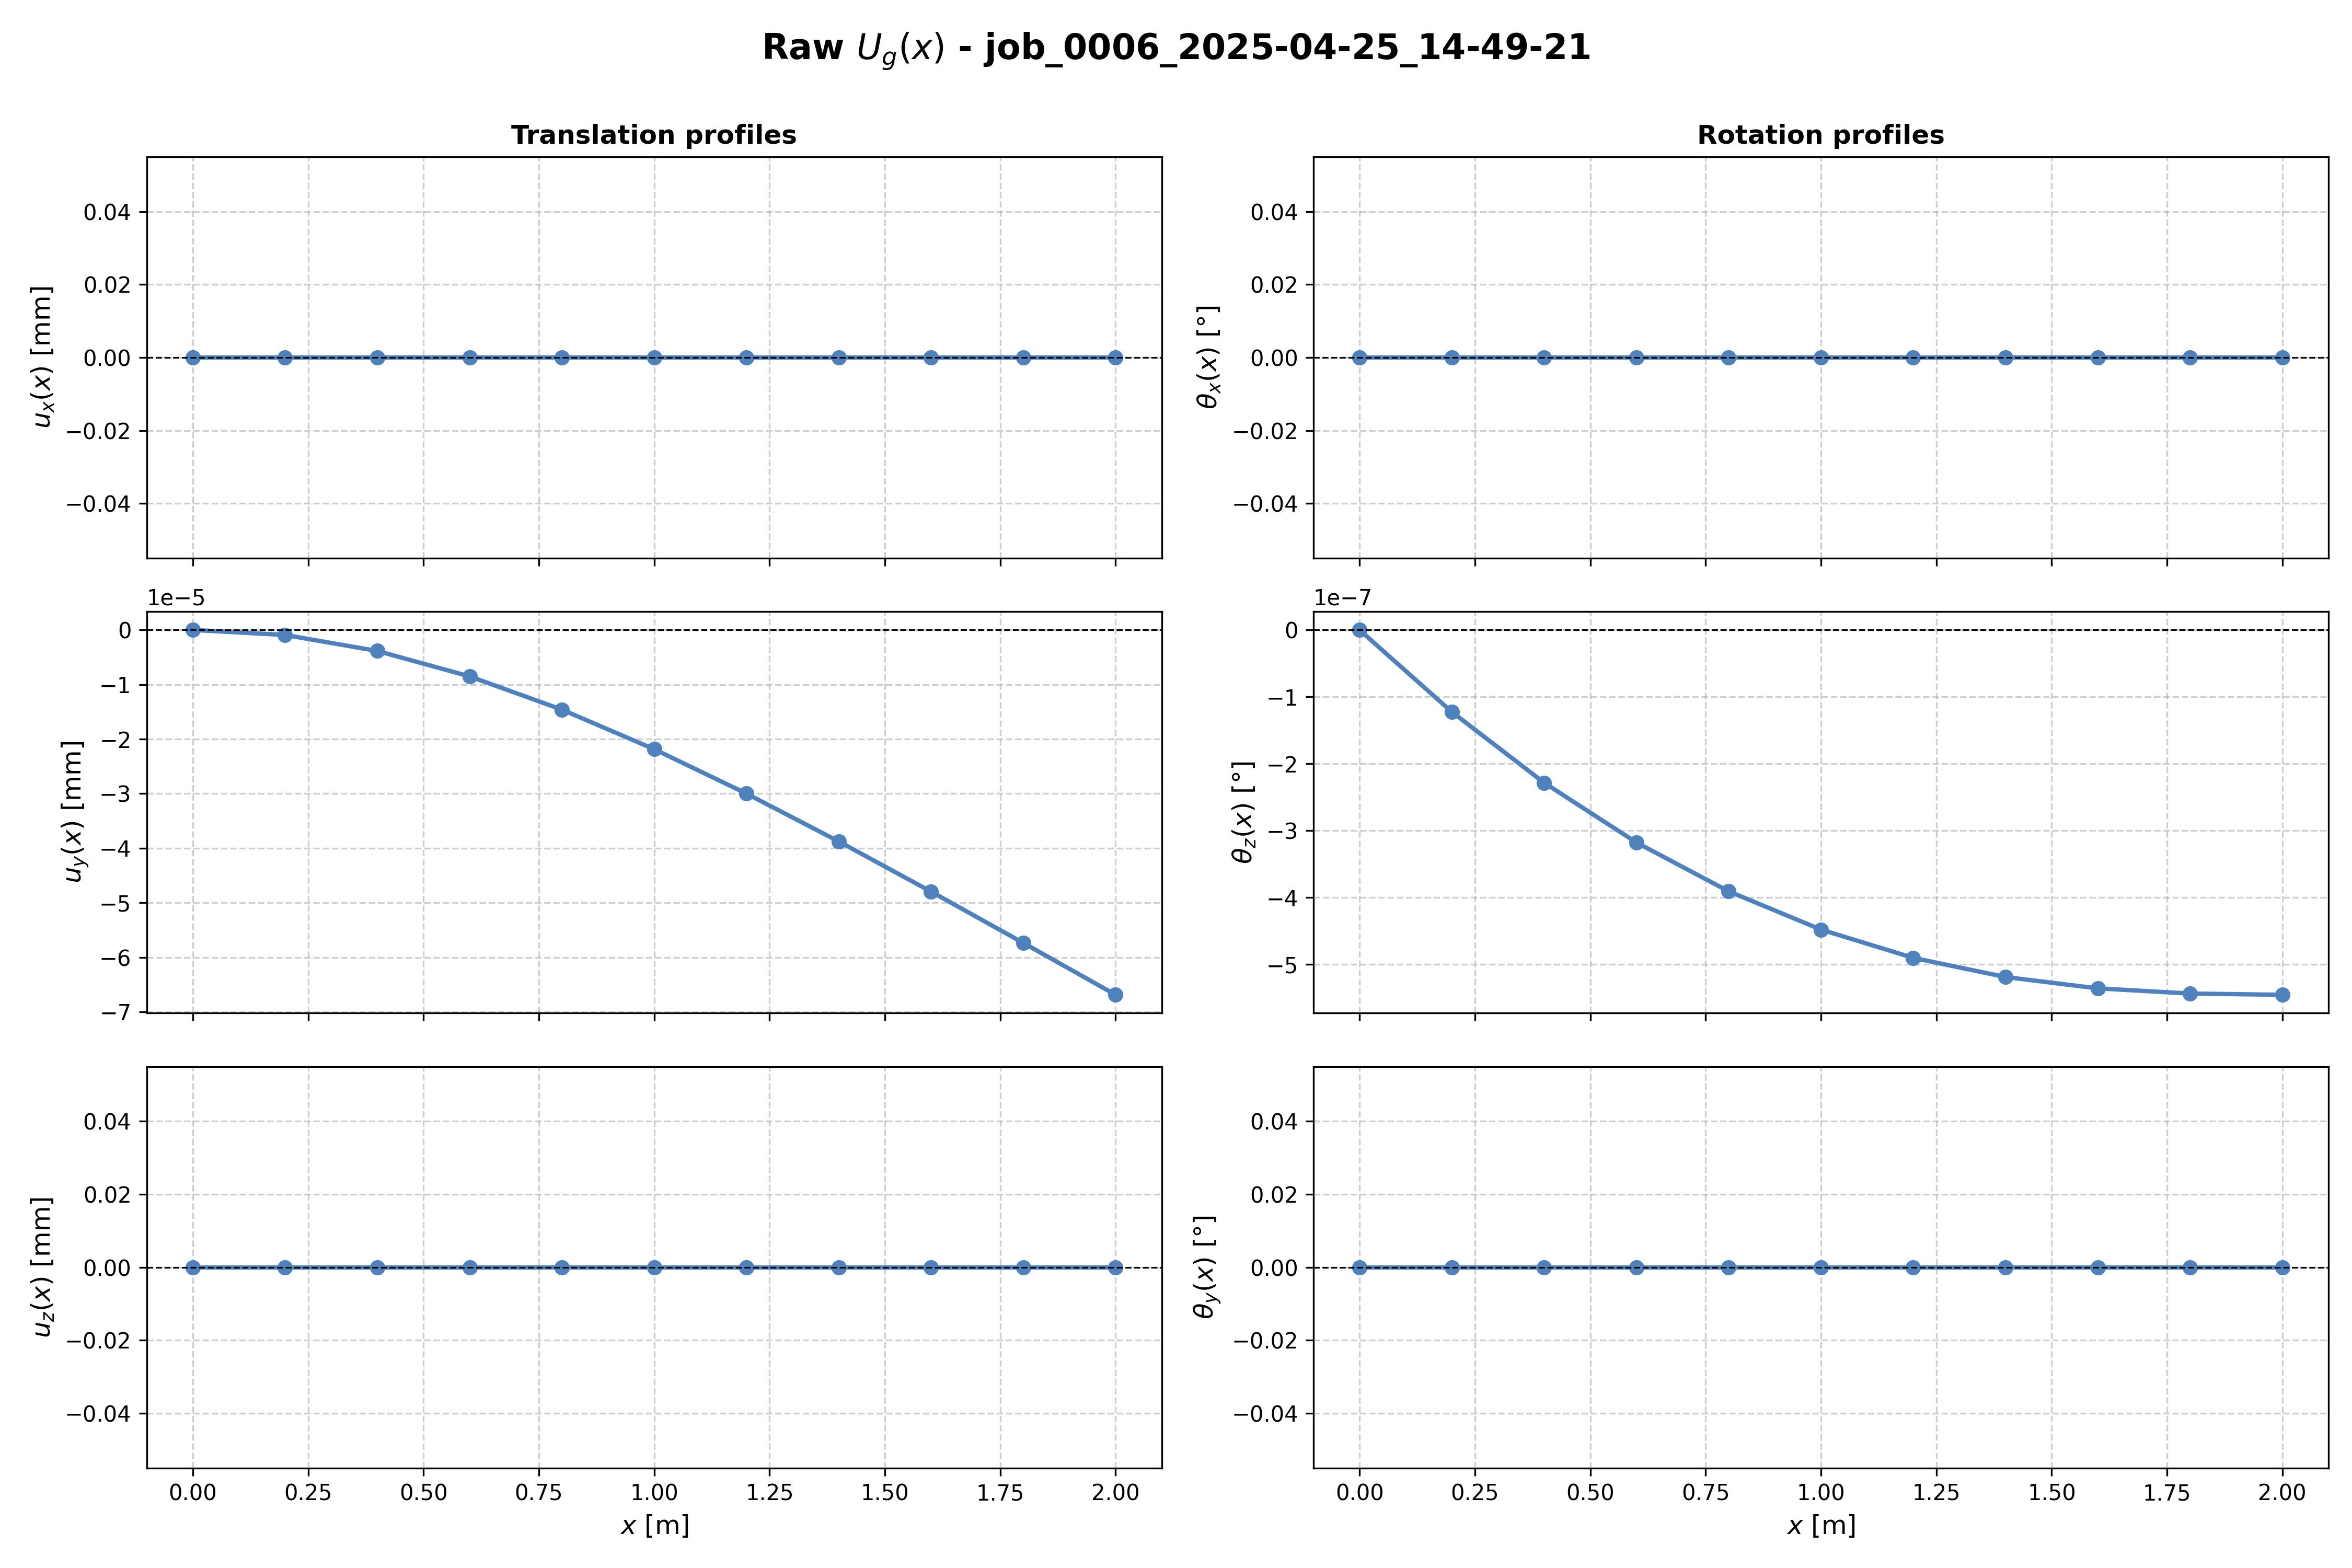 Raw U_g(x) - job_0006_2025-04-25_14-49-21
Translation profiles
Rotation profiles
u_x(x) [mm]
0.04
0.02
0.00
−0.02
−0.04
θ_x(x) [°]
0.04
0.02
0.00
−0.02
−0.04
u_y(x) [mm]
1e−5
0
−1
−2
−3
−4
−5
−6
−7
θ_z(x) [°]
1e−7
0
−1
−2
−3
−4
−5
u_z(x) [mm]
0.04
0.02
0.00
−0.02
−0.04
0.00 0.25 0.50 0.75 1.00 1.25 1.50 1.75 2.00
x [m]
θ_y(x) [°]
0.04
0.02
0.00
−0.02
−0.04
0.00 0.25 0.50 0.75 1.00 1.25 1.50 1.75 2.00
x [m]